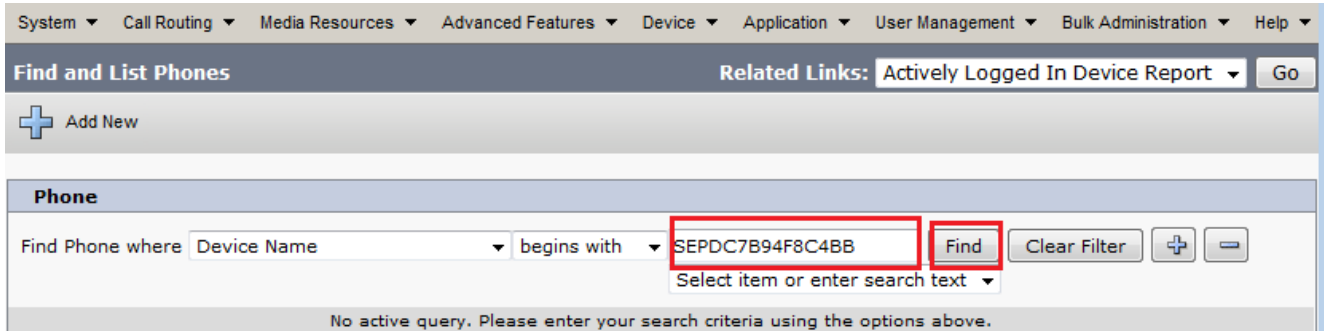 System Call Routing Media Resources Advanced Features Device Application User Management Bulk Administration Help
Find and List Phones Related Links: Actively Logged In Device Report Go
Add New
Phone
Find Phone where Device Name begins with SEPDC7B94F8C4BB Find Clear Filter
Select item or enter search text
No active query. Please enter your search criteria using the options above.